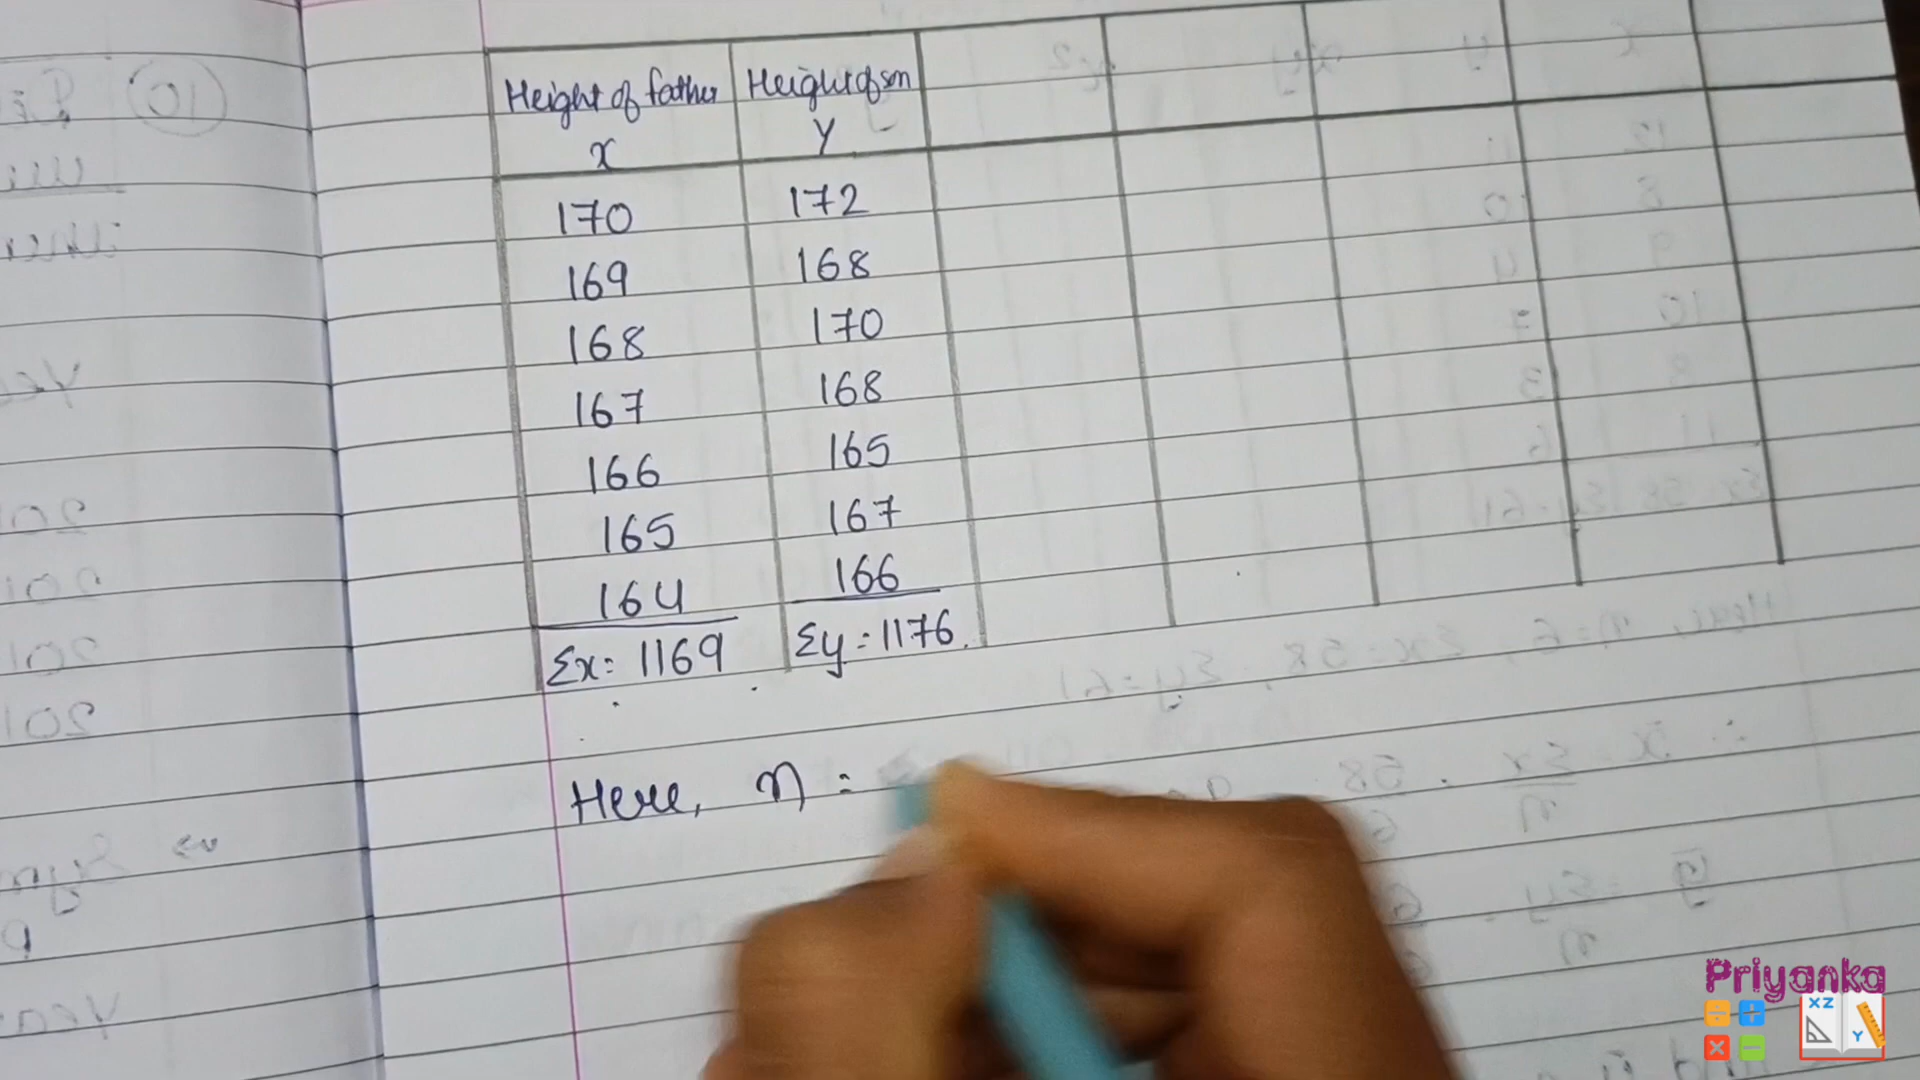 Height of father Height of son
x y
170 172
169 168
168 170
167 168
166 165
165 167
164 166
Σx = 1169 Σy = 1176.
Here, n =
Priyanka
XZ
Y